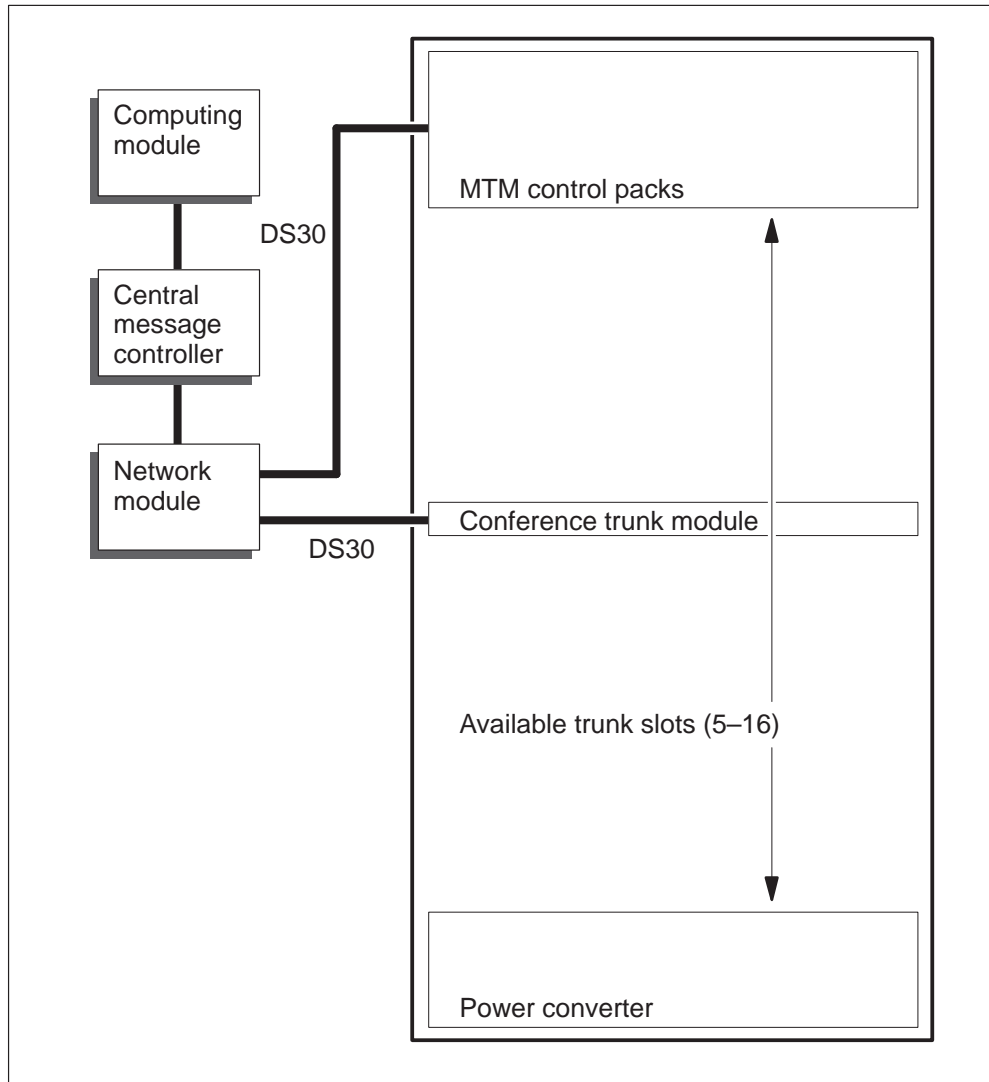 Computing
module
MTM control packs
DS30
Central
message
controller
Network
module
Conference trunk module
DS30
Available trunk slots (5–16)
Power converter